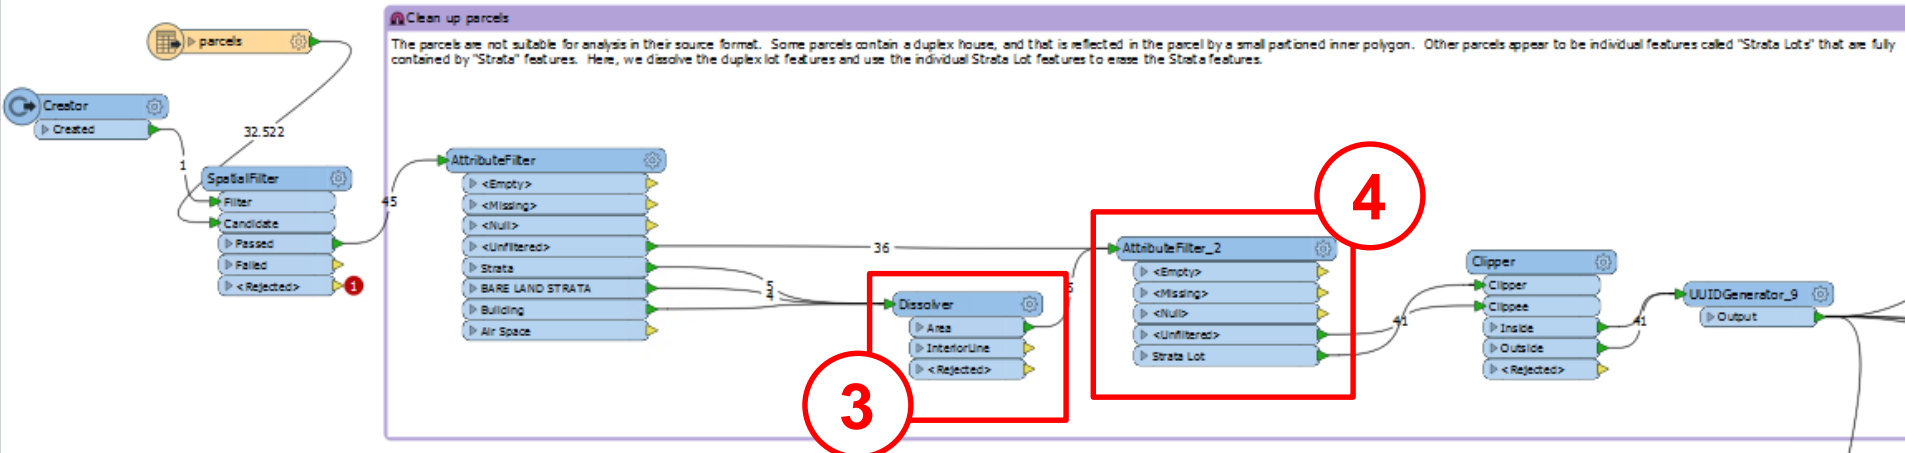 Clean up parcels
The parcels are not suitable for analysis in their source format. Some parcels contain a duplex house, and that is reflected in the parcel by a small partioned inner polygon. Other parcels appear to be individual features called "Strata Lots" that are fully
contained by "Strata" features. Here, we dissolve the duplex lot features and use the individual Strata Lot features to erase the Strata features.
parcels
Creator
Created
32.522
1
SpatialFilter
Filter
Candidate
Passed
Failed
<Rejected>
1
45
AttributeFilter
<Empty>
<Missing>
<Null>
<Unfiltered>
Strata
BARE LAND STRATA
Building
Air Space
36
5
4
Dissolver
Area
InteriorLine
<Rejected>
3
AttributeFilter_2
<Empty>
<Missing>
<Null>
<Unfiltered>
Strata Lot
4
41
Clipper
Clipper
Clippee
Inside
Outside
<Rejected>
41
UUIDGenerator_9
Output